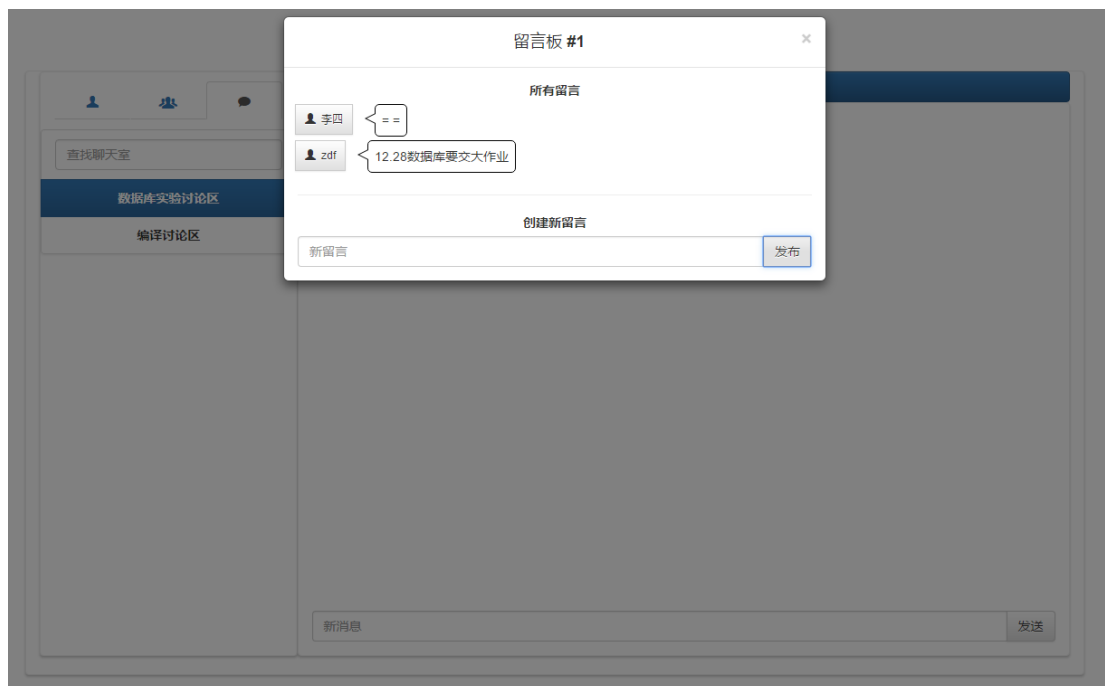 留言板 #1
×
所有留言
李四
= =
zdf
12.28数据库要交大作业
创建新留言
新留言
发布
查找聊天室
数据库实验讨论区
编译讨论区
新消息
发送